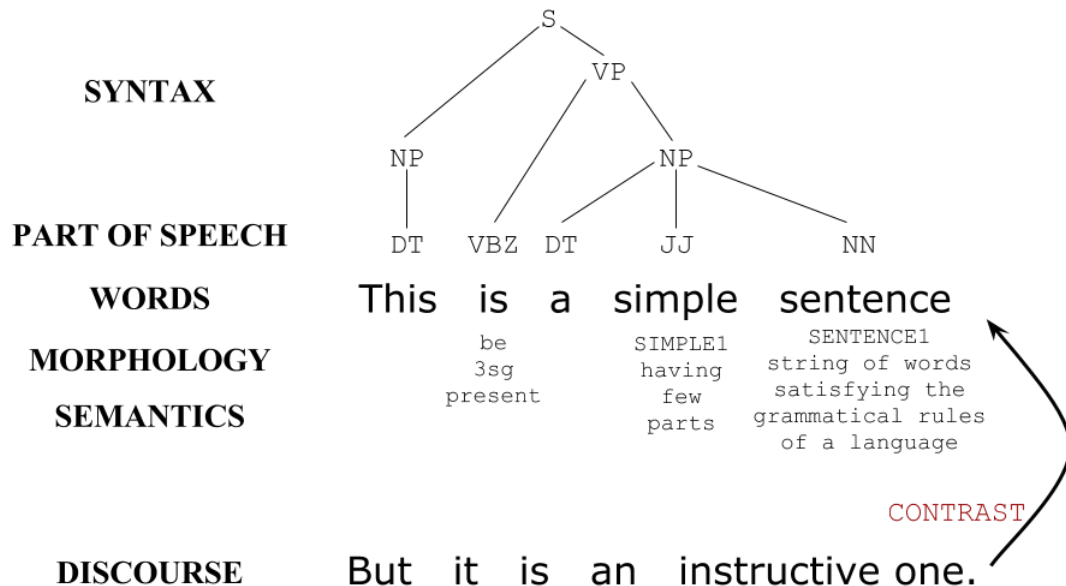 S
VP
SYNTAX
NP NP
PART OF SPEECH DT VBZ DT JJ NN
WORDS This is a simple sentence
MORPHOLOGY be SIMPLE1 SENTENCE1
3sg having string of words
present few satisfying the
SEMANTICS parts grammatical rules
of a language
CONTRAST
DISCOURSE But it is an instructive one.